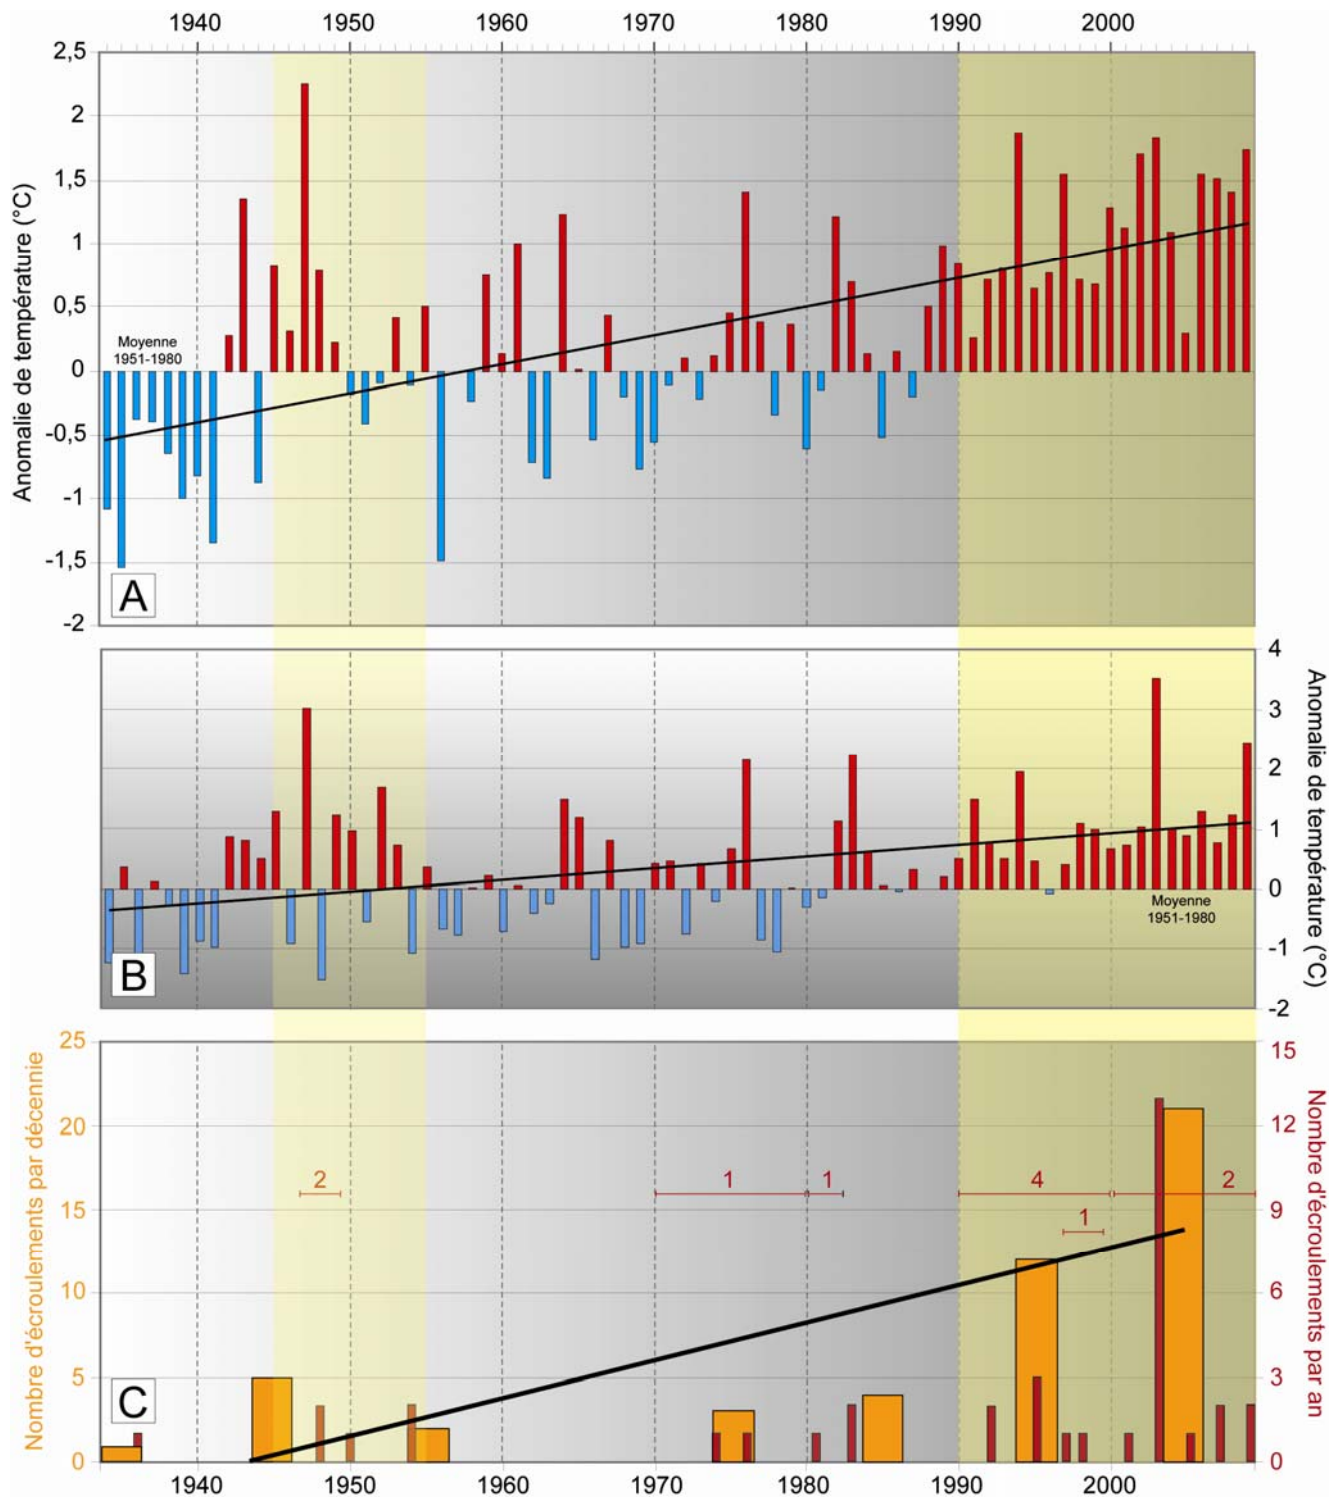 1940 1950 1960 1970 1980 1990 2000
2,5
2
1,5
1
0,5
0
-0,5
-1
-1,5
-2
Anomalie de température (°C)
Moyenne
1951-1980
A
4
3
2
1
0
-1
-2
Anomalie de température (°C)
Moyenne
1951-1980
B
25
20
15
10
5
0
Nombre d'écroulements par décennie
15
12
9
6
3
0
Nombre d'écroulements par an
2 1 1 4 2
1
C
1940 1950 1960 1970 1980 1990 2000